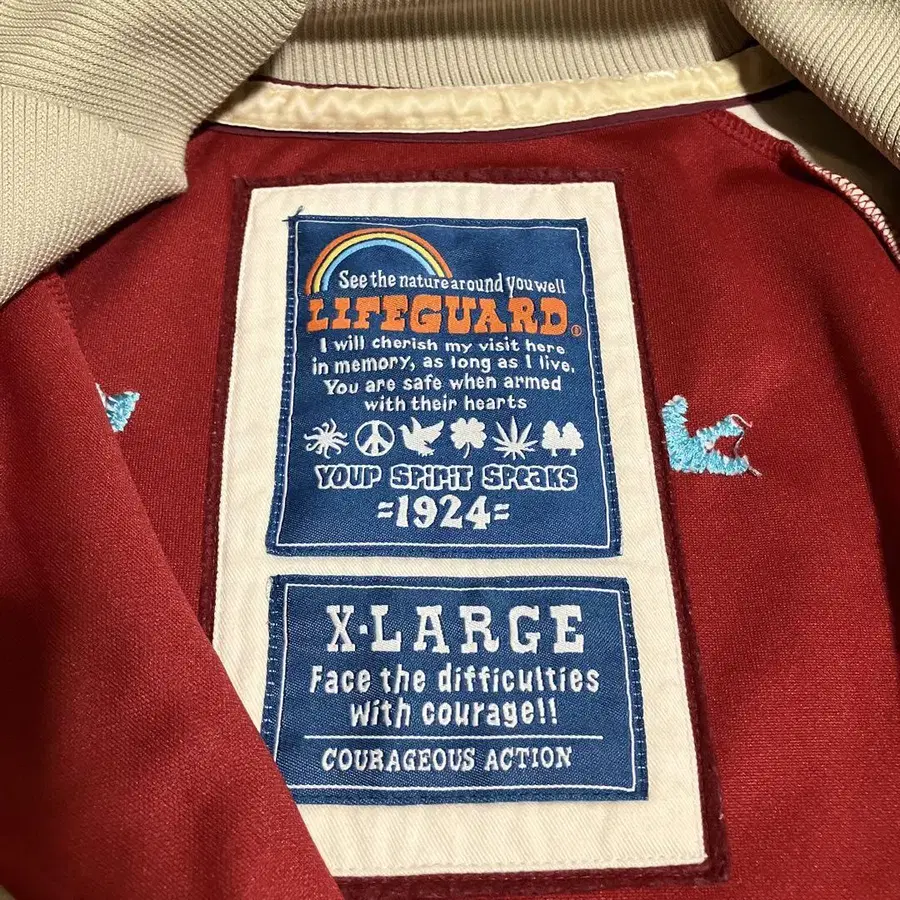 See the nature around you well
LIFEGUARD®
I will cherish my visit here
in memory, as long as I live.
You are safe when armed
with their hearts
YOUR SPIRIT SPEAKS
=1924=
X·LARGE
Face the difficulties
with courage!!
COURAGEOUS ACTION